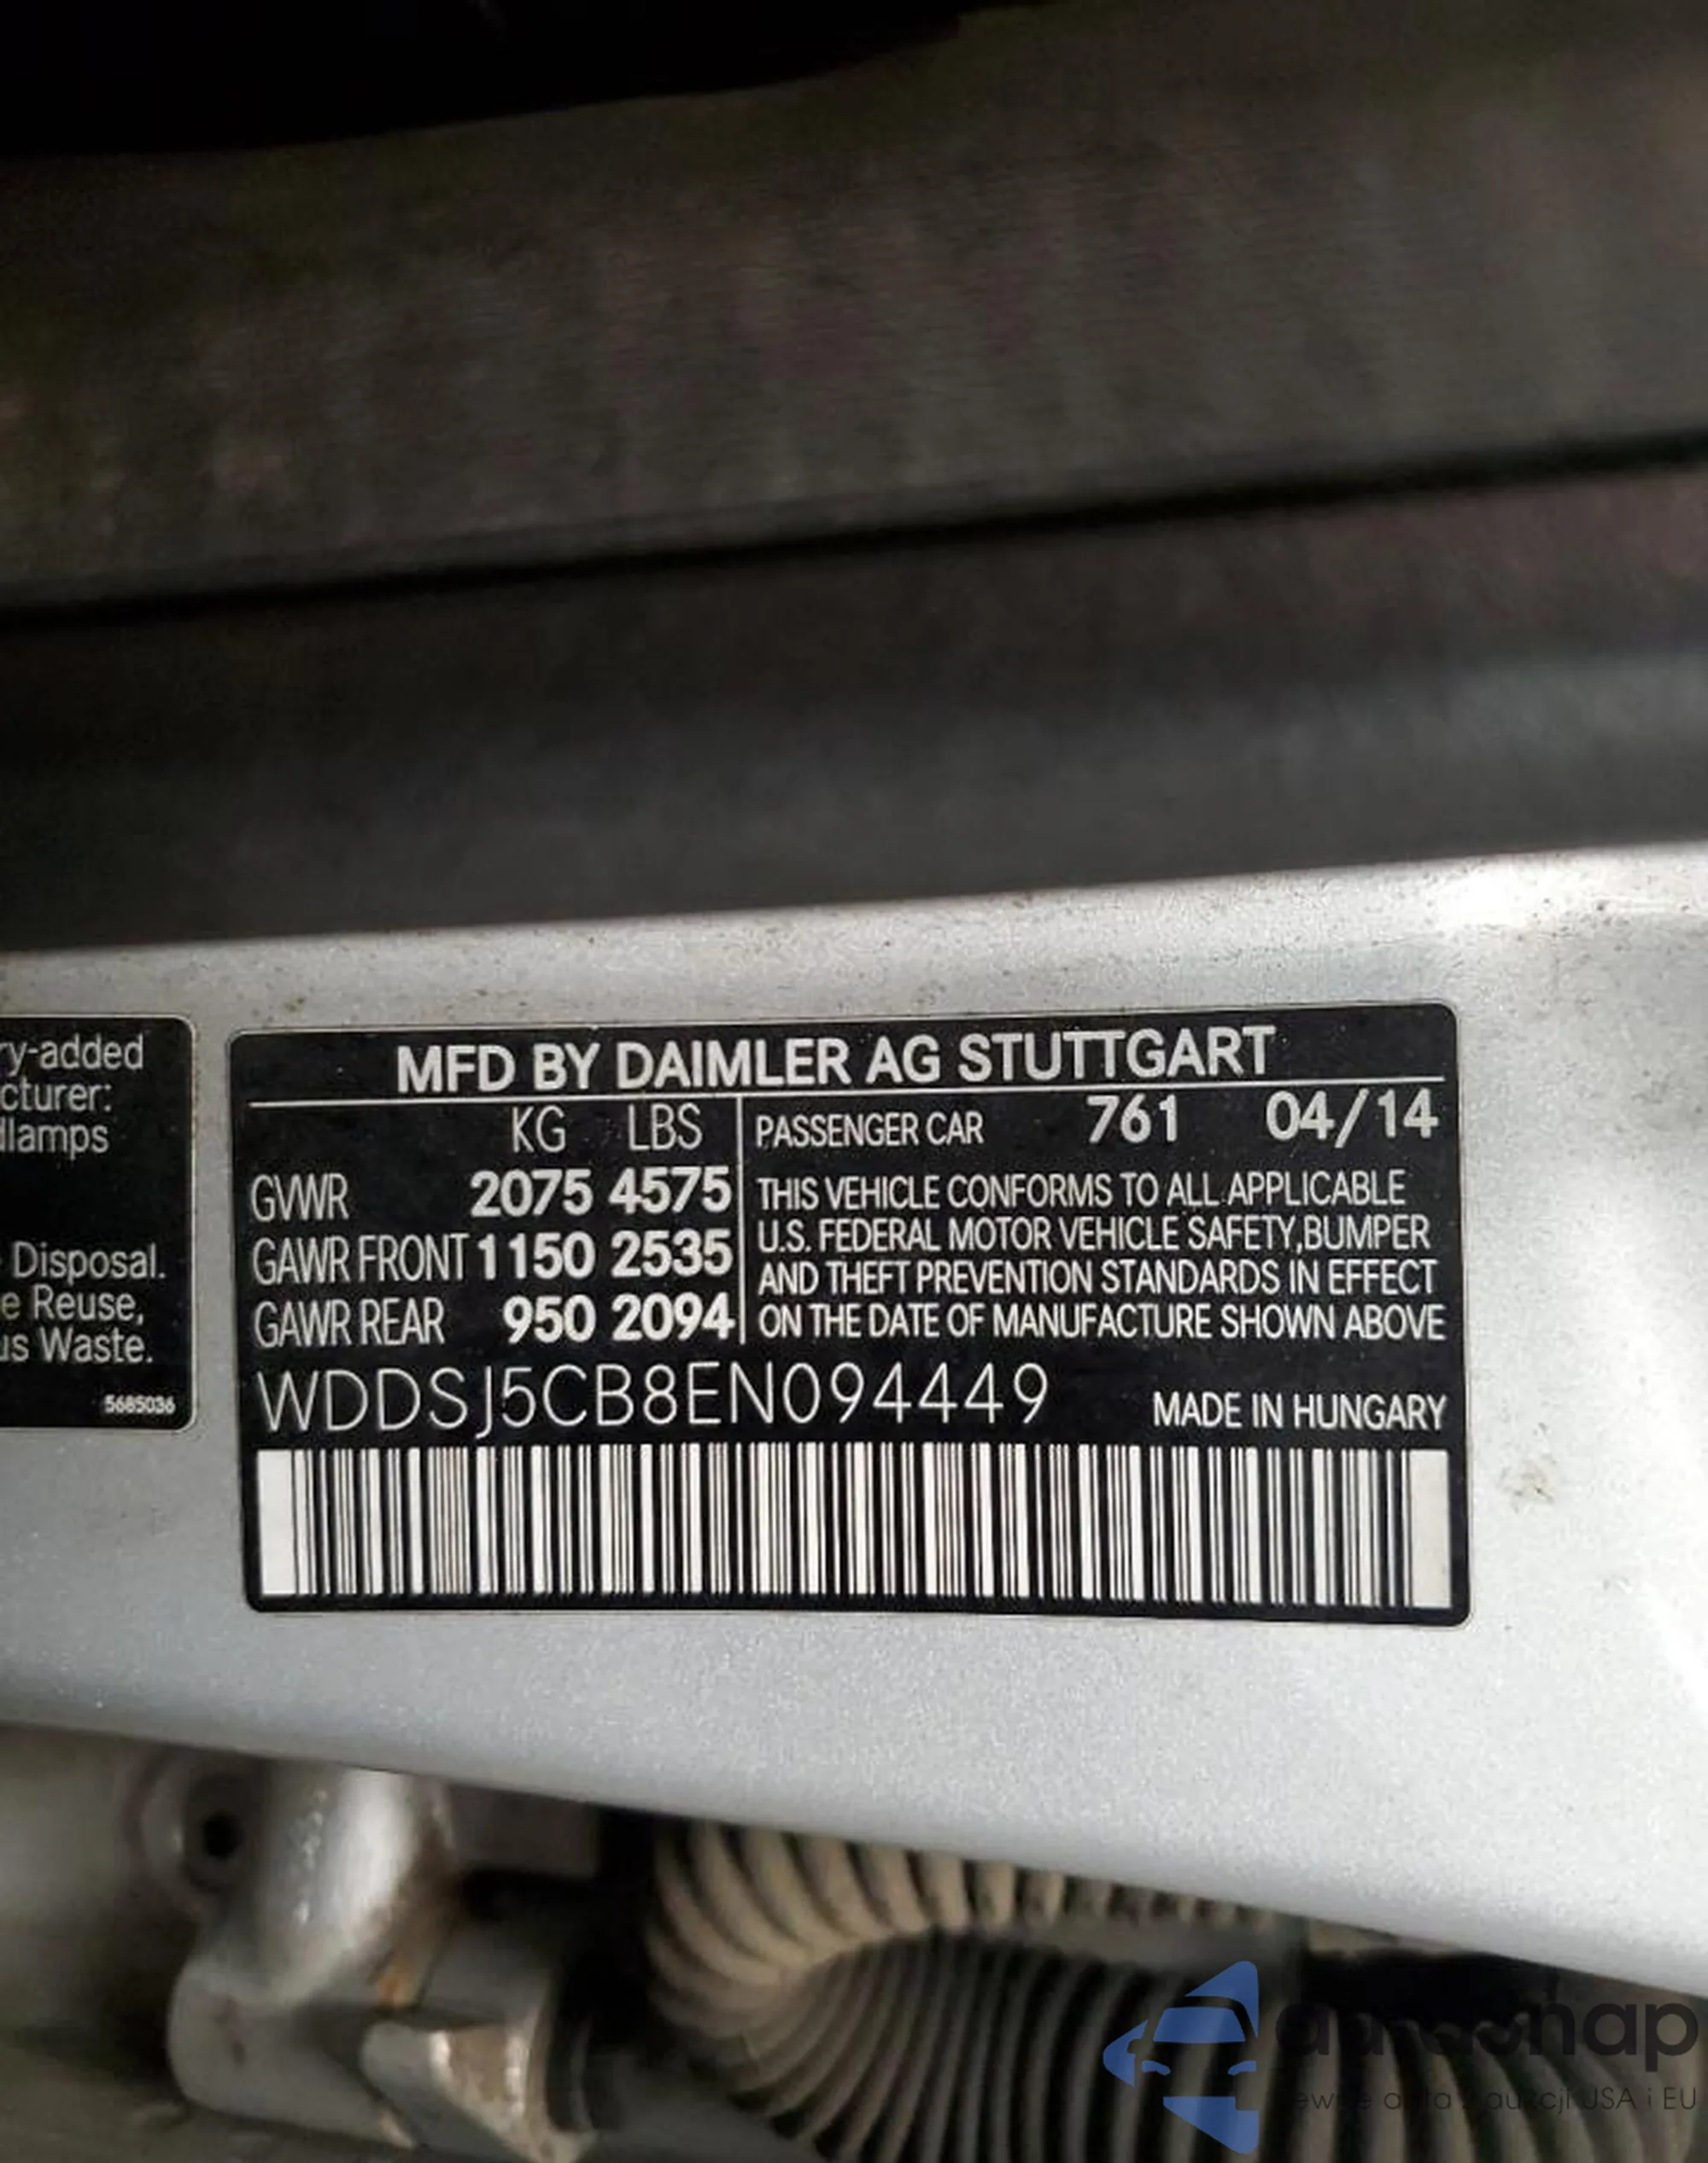 ry-added
cturer:
dlamps
Disposal.
e Reuse,
us Waste.
5685036
MFD BY DAIMLER AG STUTTGART
KG LBS
GVWR 2075 4575
GAWR FRONT 1150 2535
GAWR REAR 950 2094
PASSENGER CAR 761 04/14
THIS VEHICLE CONFORMS TO ALL APPLICABLE
U.S. FEDERAL MOTOR VEHICLE SAFETY,BUMPER
AND THEFT PREVENTION STANDARDS IN EFFECT
ON THE DATE OF MANUFACTURE SHOWN ABOVE
WDDSJ5CB8EN094449
MADE IN HUNGARY
aukcji USA i EU